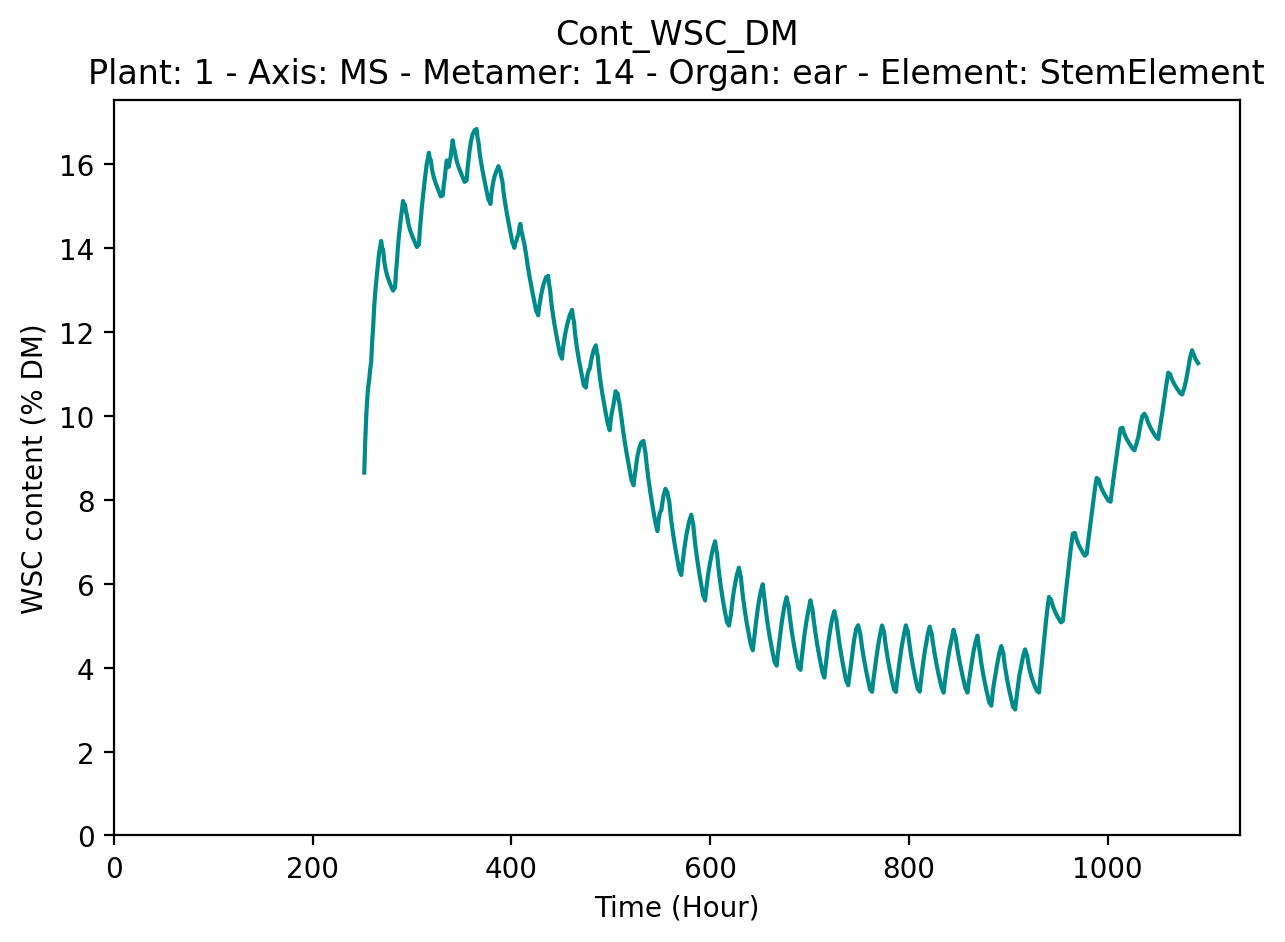 Cont_WSC_DM
Plant: 1 - Axis: MS - Metamer: 14 - Organ: ear - Element: StemElement
16
14
12
10
8
6
4
2
0
WSC content (% DM)
0 200 400 600 800 1000
Time (Hour)